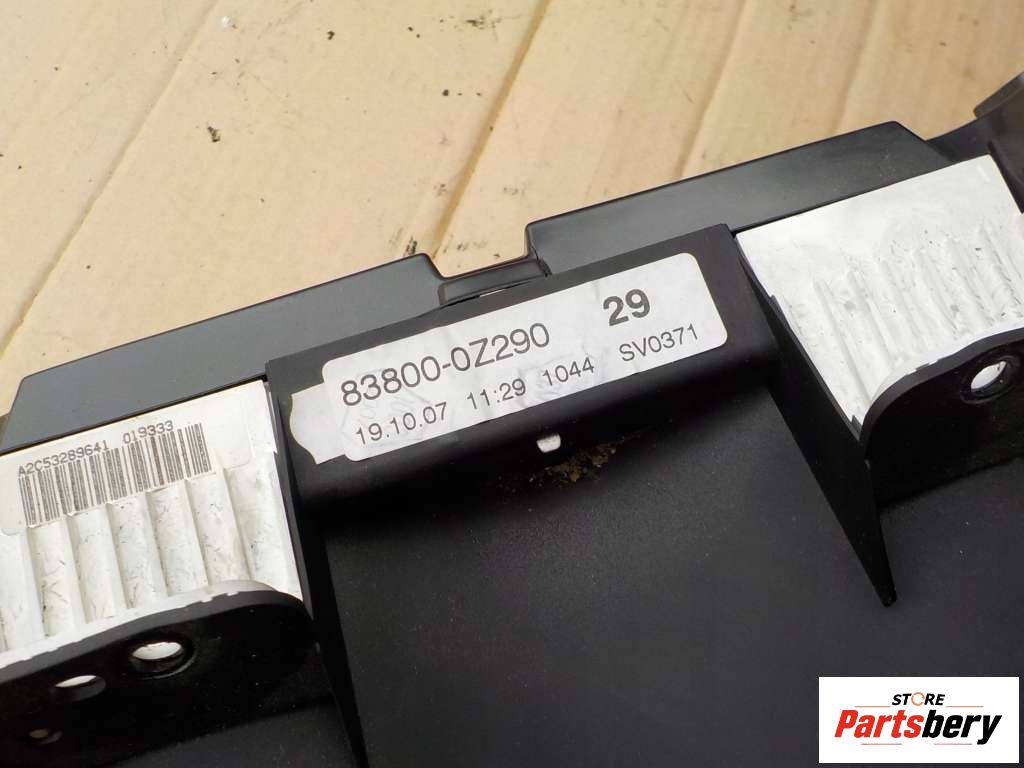 83800-0Z290 29
19.10.07 11:29 1044 SV0371
A2C53289641 019333
STORE
Partsbery